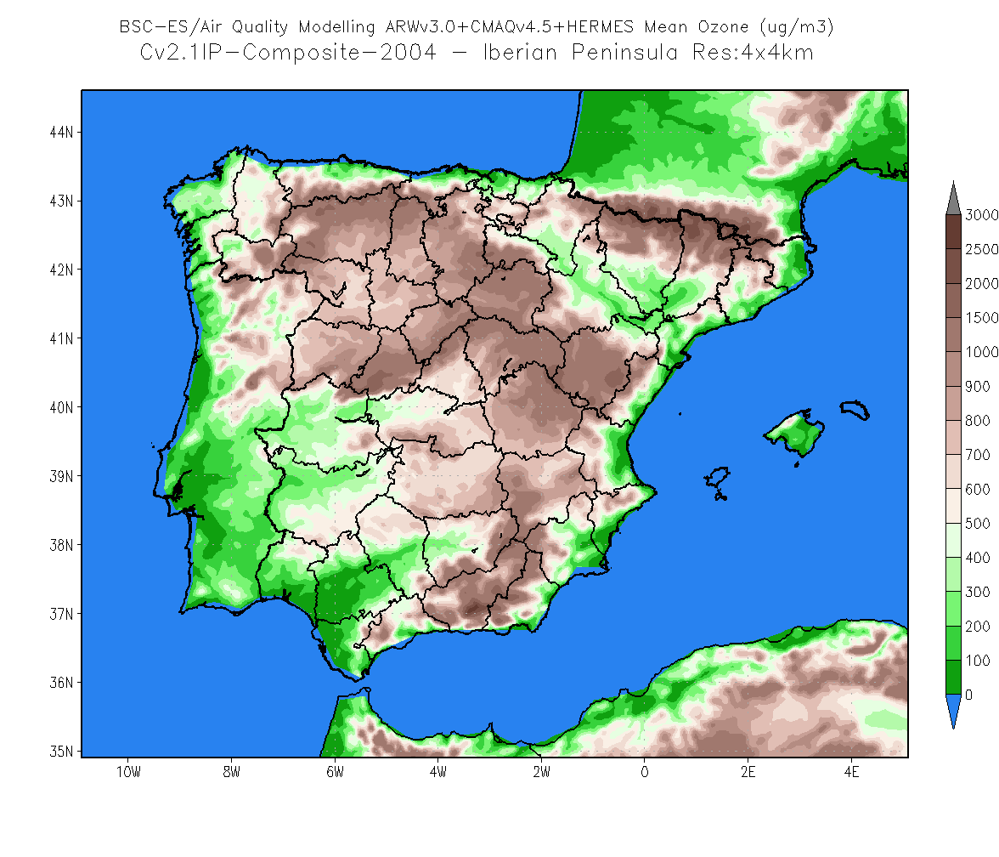 BSC-ES/Air Quality Modelling ARWv3.0+CMAQv4.5+HERMES Mean Ozone (ug/m3)
Cv2.1IP-Composite-2004 - Iberian Peninsula Res:4x4km
44N
43N
42N
41N
40N
39N
38N
37N
36N
35N
10W
8W
6W
4W
2W
0
2E
4E
3000
2500
2000
1500
1000
900
800
700
600
500
400
300
200
100
0